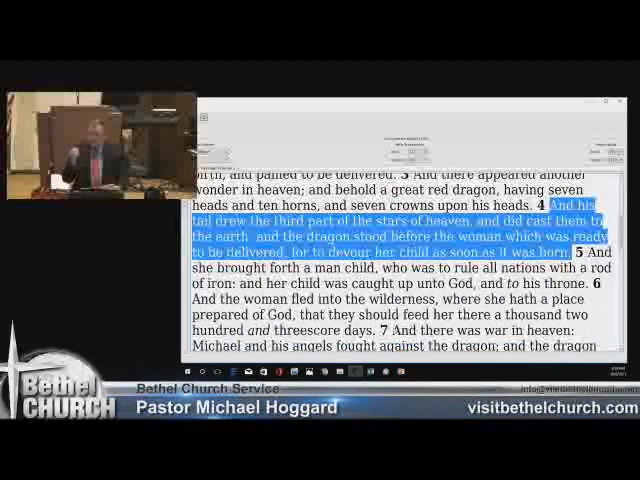 birth, and pained to be delivered. 3 And there appeared another
wonder in heaven; and behold a great red dragon, having seven
heads and ten horns, and seven crowns upon his heads. 4 And his
tail drew the third part of the stars of heaven, and did cast them to
the earth and the dragon stood before the woman which was ready
to be delivered, for to devour her child as soon as it was born. 5 And
she brought forth a man child, who was to rule all nations with a rod
of iron: and her child was caught up unto God, and to his throne. 6
And the woman fled into the wilderness, where she hath a place
prepared of God, that they should feed her there a thousand two
hundred and threescore days. 7 And there was war in heaven:
Michael and his angels fought against the dragon; and the dragon
Bethel
CHURCH
Bethel Church Service
Pastor Michael Hoggard
visitbethelchurch.com